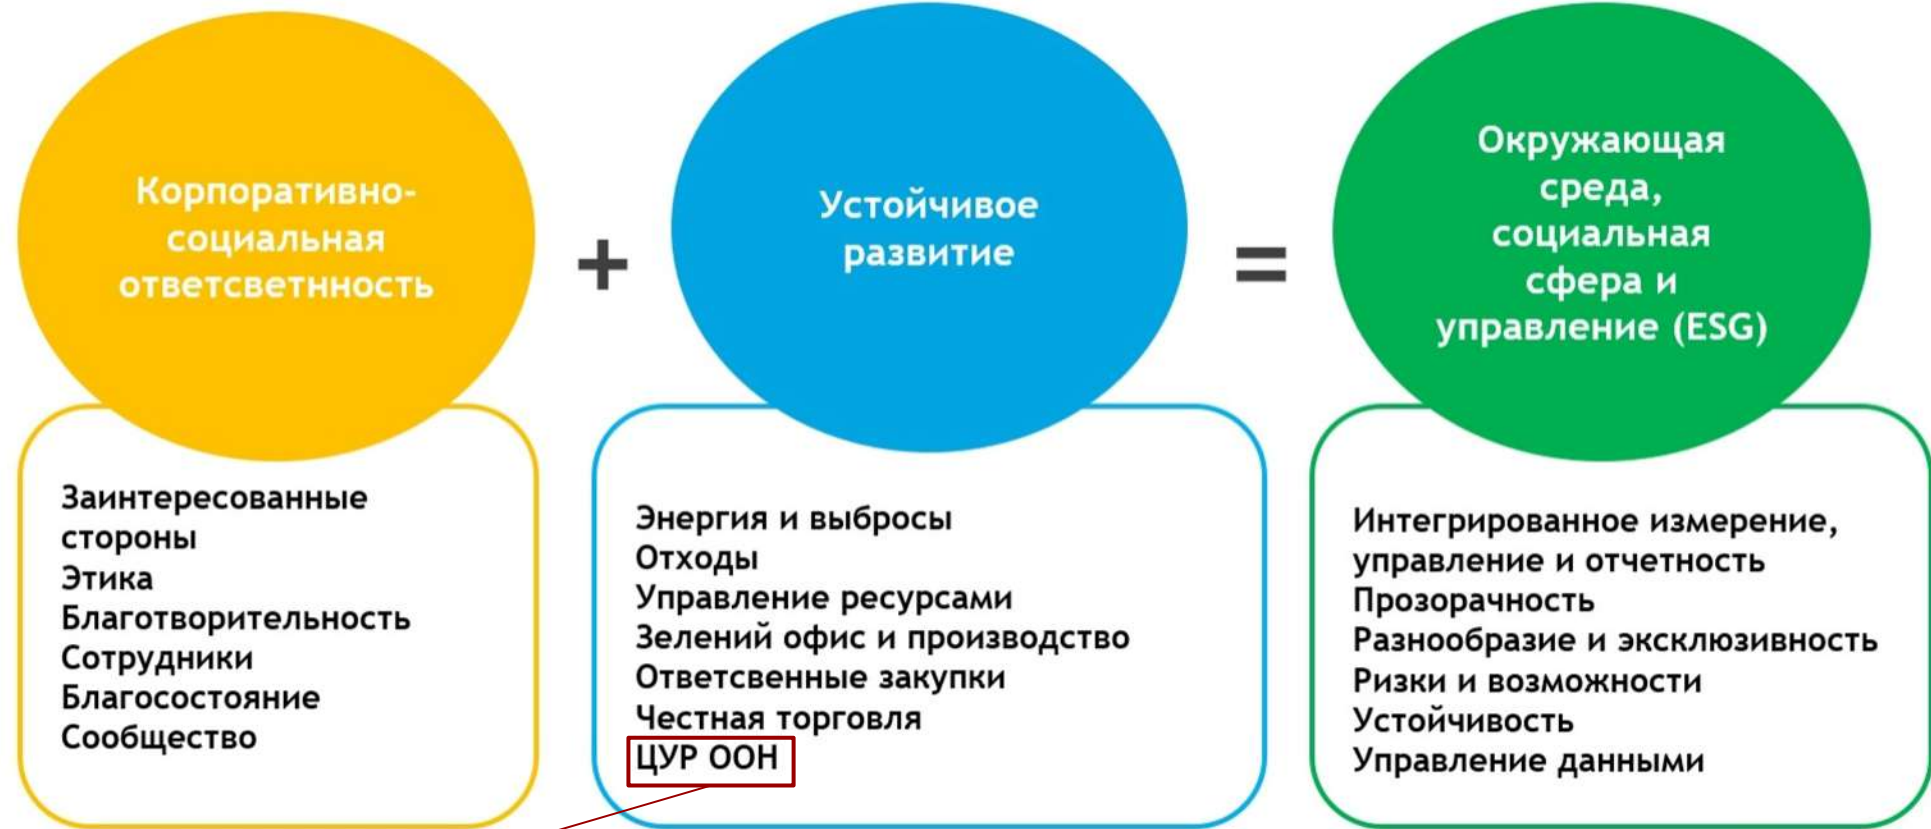 Корпоративно-
социальная
ответсветнность
+
Устойчивое
развитие
=
Окружающая
среда,
социальная
сфера и
управление (ESG)
Заинтересованные
стороны
Этика
Благотворительность
Сотрудники
Благосостояние
Сообщество
Энергия и выбросы
Отходы
Управление ресурсами
Зелений офис и производство
Ответсвенные закупки
Честная торговля
ЦУР ООН
Интегрированное измерение,
управление и отчетность
Прозорачность
Разнообразие и эксклюзивность
Ризки и возможности
Устойчивость
Управление данными